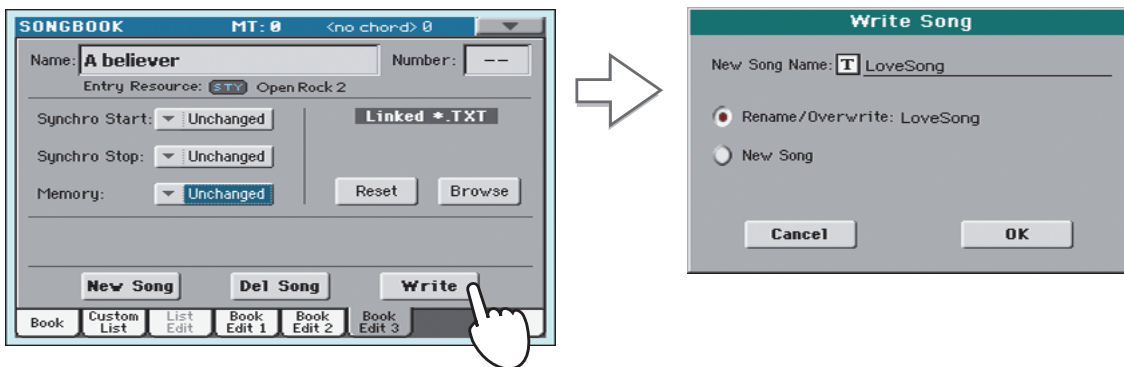 SONGBOOK MT: 0 <no chord> 0
Name: A believer Number: --
Entry Resource: STY Open Rock 2
Synchro Start: Unchanged Linked *.TXT
Synchro Stop: Unchanged
Memory: Unchanged Reset Browse
New Song Del Song Write
Book Custom List List Edit Book Edit 1 Book Edit 2 Book Edit 3
Write Song
New Song Name: T LoveSong
Rename/Overwrite: LoveSong
New Song
Cancel OK